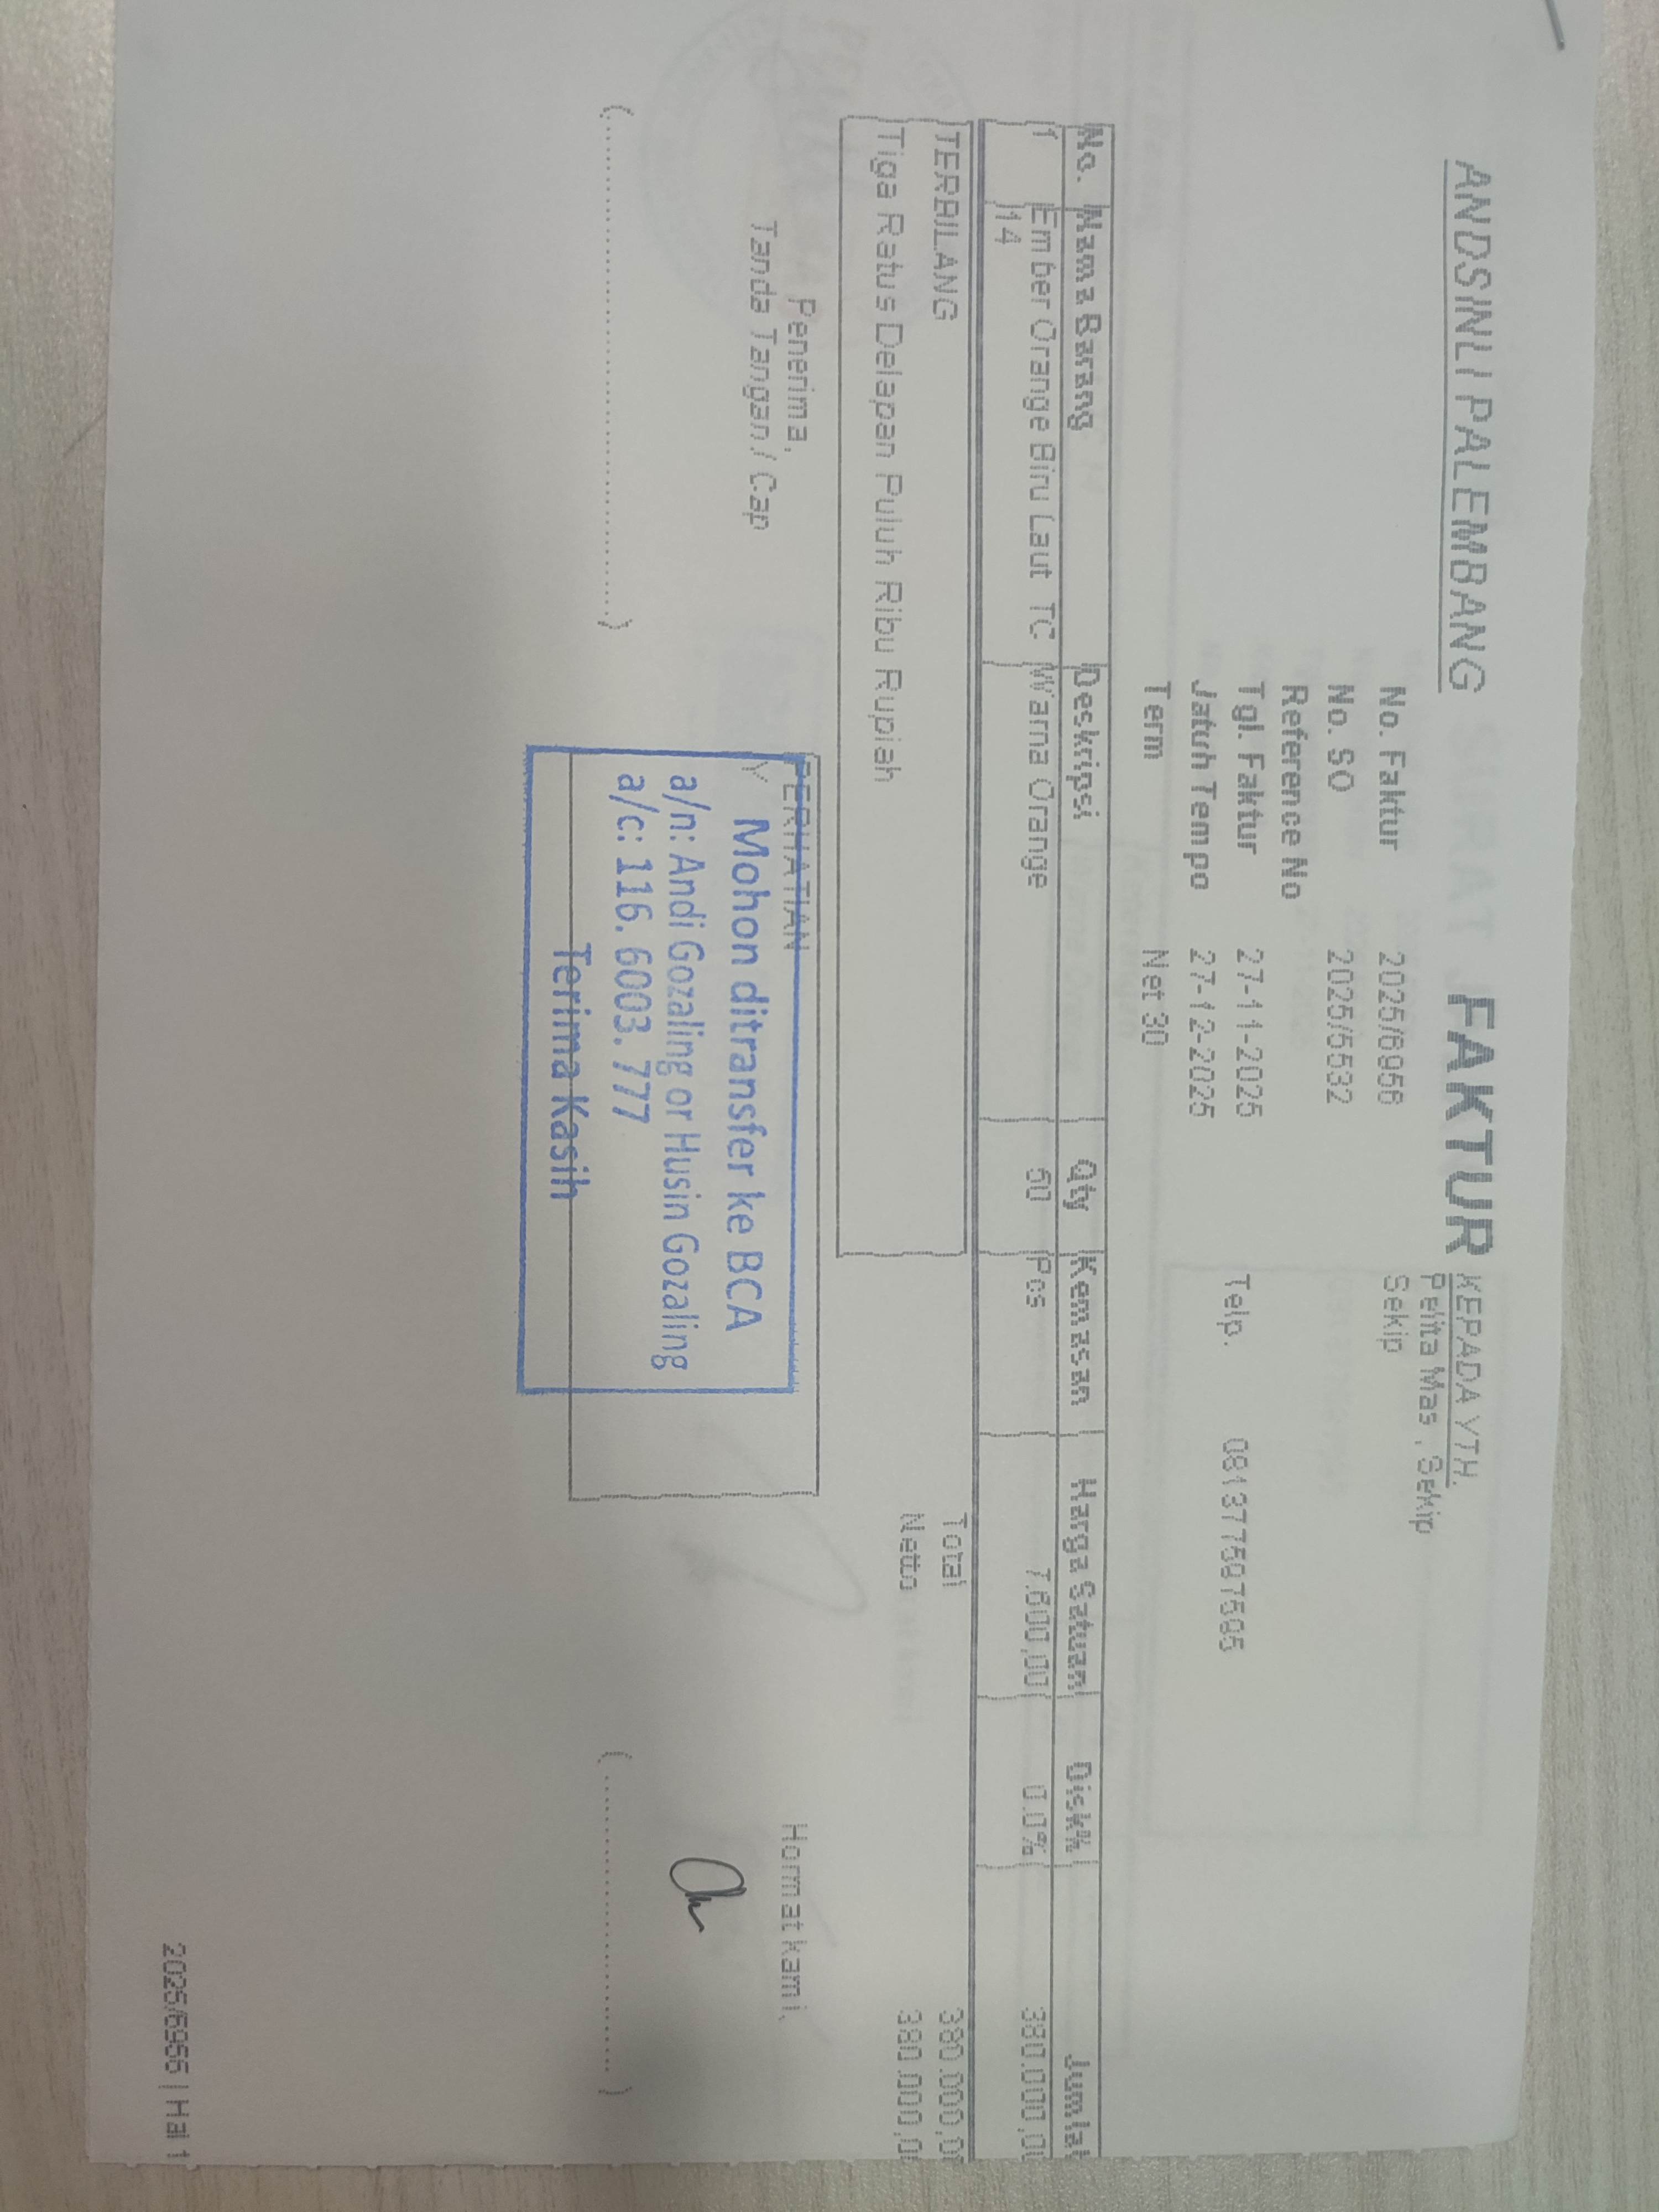 ANDSINLI PALEMBANG
FAKTUR
KEPADA YTH.
Pelita Mas , Sekip
Sekip
Telp.
No. Faktur 2025/6956
No. SO 2025/5532
Reference No
Tgl. Faktur 27-11-2025
Jatuh Tempo 27-12-2025
Term Net 30
No. Nama Barang Deskripsi Qty Kemasan Harga Satuan Disk% Jumlah
1 Ember Orange Biru Laut TC Warna Orange Pcs 7.600,00 0.0% 380.000,00
14
TERBILANG
Tiga Ratus Delapan Puluh Ribu Rupiah
Total 380.000,0
Netto 380.000,0
Penerima,
Tanda Tangan / Cap
PERHATIAN
Mohon ditransfer ke BCA
a/n: Andi Gozaling or Husin Gozaling
a/c: 116. 6003. 777
Terima Kasih
Hormat kami,
(..............................)
(..............................)
2025/6956 | Hal 1